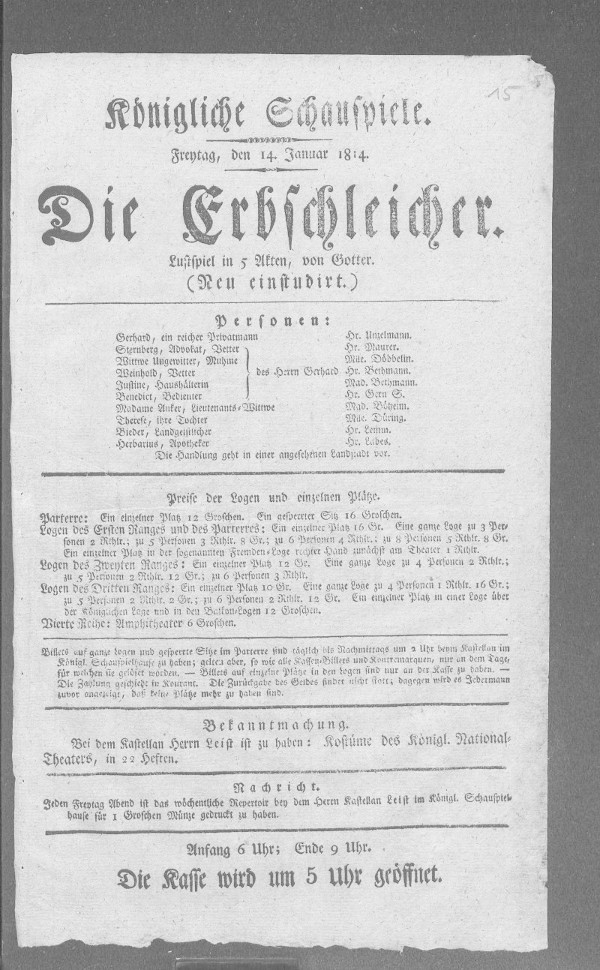 15
Königliche Schauspiele.
Freytag, den 14. Januar 1814.
Die Erbschleicher.
Lustspiel in 5 Akten, von Gotter.
(Neu einstudirt.)
Personen:
Gerhard, ein reicher Privatmann Hr. Unzelmann.
Sternberg, Advokat, Vetter Hr. Maurer.
Wittwe Ungewitter, Muhme Mlle. Döbbelin.
Weinhold, Vetter des Herrn Gerhard Hr. Bethmann.
Justine, Haushälterin Mad. Bethmann.
Benedict, Bedienter Hr. Gern S.
Madame Anker, Lieutenants-Wittwe Mad. Böheim.
Therese, ihre Tochter Mlle. Düring.
Bieder, Landgeistlicher Hr. Lemm.
Herbarius, Apotheker Hr. Labes.
Die Handlung geht in einer angesehenen Landstadt vor.
Preise der Logen und einzelnen Plätze.
Parterre: Ein einzelner Platz 12 Groschen. Ein gesperrter Sitz 16 Groschen.
Logen des Ersten Ranges und des Parterres: Ein einzelner Platz 16 Gr. Eine ganze Loge zu 3 Per-
sonen 2 Rthlr.; zu 5 Personen 3 Rthlr. 8 Gr.; zu 6 Personen 4 Rthlr.; zu 8 Personen 5 Rthlr. 8 Gr.
Ein einzelner Platz in der sogenannten Fremden-Loge rechter Hand zunächst am Theater 1 Rthlr.
Logen des Zweyten Ranges: Ein einzelner Platz 12 Gr. Eine ganze Loge zu 4 Personen 2 Rthlr.;
zu 5 Personen 2 Rthlr. 12 Gr.; zu 6 Personen 3 Rthlr.
Logen des Dritten Ranges: Ein einzelner Platz 10 Gr. Eine ganze Loge zu 4 Personen 1 Rthlr. 16 Gr.;
zu 5 Personen 2 Rthlr. 2 Gr.; zu 6 Personen 2 Rthlr. 12 Gr. Ein einzelner Platz in einer Loge über
der Königlichen Loge und in den Balkon-Logen 12 Groschen.
Vierte Reihe: Amphitheater 6 Groschen.
Billets auf ganze Logen und gesperrte Sitze im Parterre sind täglich bis Nachmittags um 2 Uhr beym Kastellan im
Königl. Schauspielhause zu haben; gelten aber, so wie alle Kassen-Billets und Kontremarquen, nur an dem Tage,
für welchen sie gelöset worden. — Billets auf einzelne Plätze in den Logen sind nur an der Kasse zu haben. —
Die Zahlung geschieht in Kourant. Die Zurückgabe des Geldes findet nicht statt; dagegen wird es Jedermann
zuvor angezeigt, daß keine Plätze mehr zu haben sind.
Bekanntmachung.
Bei dem Kastellan Herrn Leist ist zu haben: Kostüme des Königl. National-
Theaters, in 22 Heften.
Nachricht.
Jeden Freytag Abend ist das wöchentliche Repertoir bey dem Herrn Kastellan Leist im Königl. Schauspiel-
hause für 1 Groschen Münze gedruckt zu haben.
Anfang 6 Uhr; Ende 9 Uhr.
Die Kasse wird um 5 Uhr geöffnet.